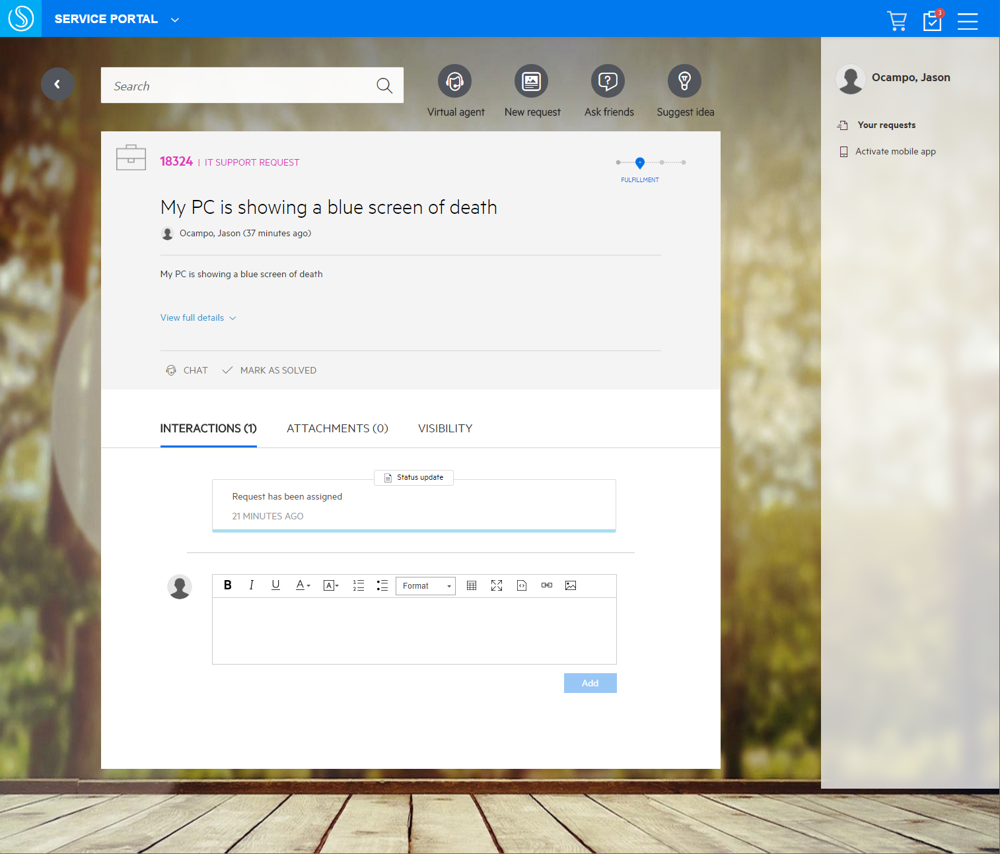 SERVICE PORTAL
3
Search
Virtual agent
New request
Ask friends
Suggest idea
Ocampo, Jason
Your requests
Activate mobile app
18324 | IT SUPPORT REQUEST
FULFILLMENT
My PC is showing a blue screen of death
Ocampo, Jason (37 minutes ago)
My PC is showing a blue screen of death
View full details
CHAT
MARK AS SOLVED
INTERACTIONS (1)
ATTACHMENTS (0)
VISIBILITY
Status update
Request has been assigned
21 MINUTES AGO
B I U A A Format
Add